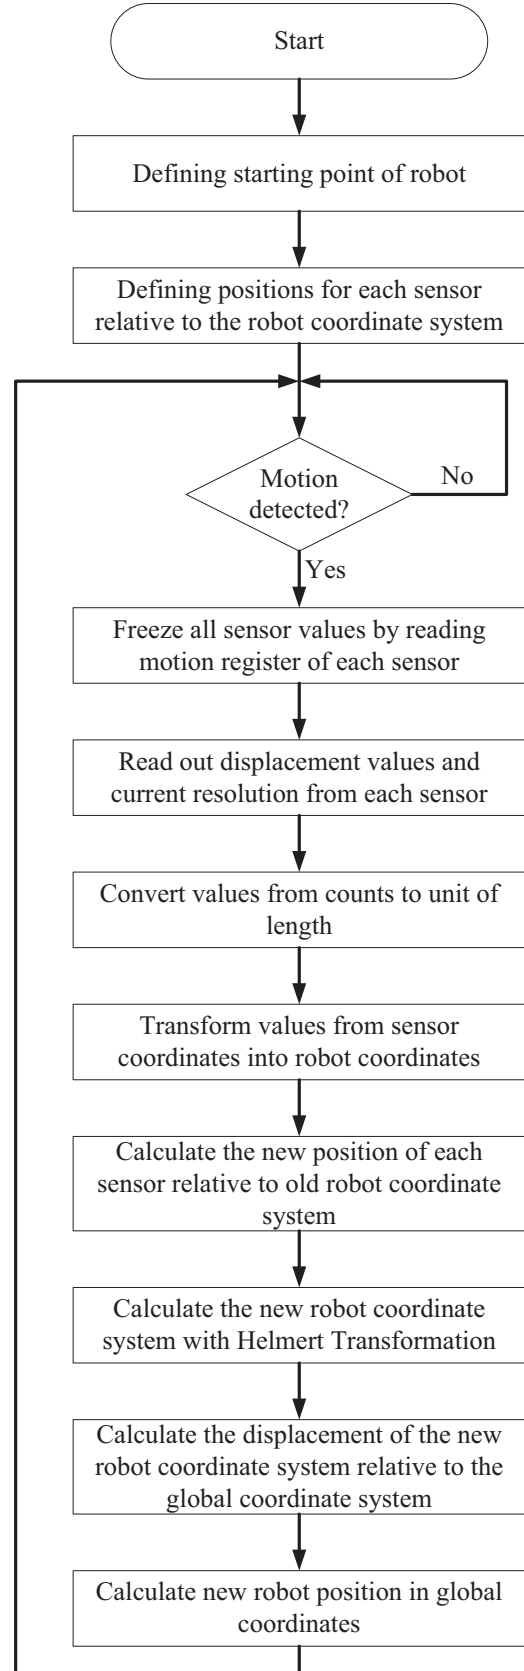 Start
Defining starting point of robot
Defining positions for each sensor
relative to the robot coordinate system
Motion
detected?
No
Yes
Freeze all sensor values by reading
motion register of each sensor
Read out displacement values and
current resolution from each sensor
Convert values from counts to unit of
length
Transform values from sensor
coordinates into robot coordinates
Calculate the new position of each
sensor relative to old robot coordinate
system
Calculate the new robot coordinate
system with Helmert Transformation
Calculate the displacement of the new
robot coordinate system relative to the
global coordinate system
Calculate new robot position in global
coordinates